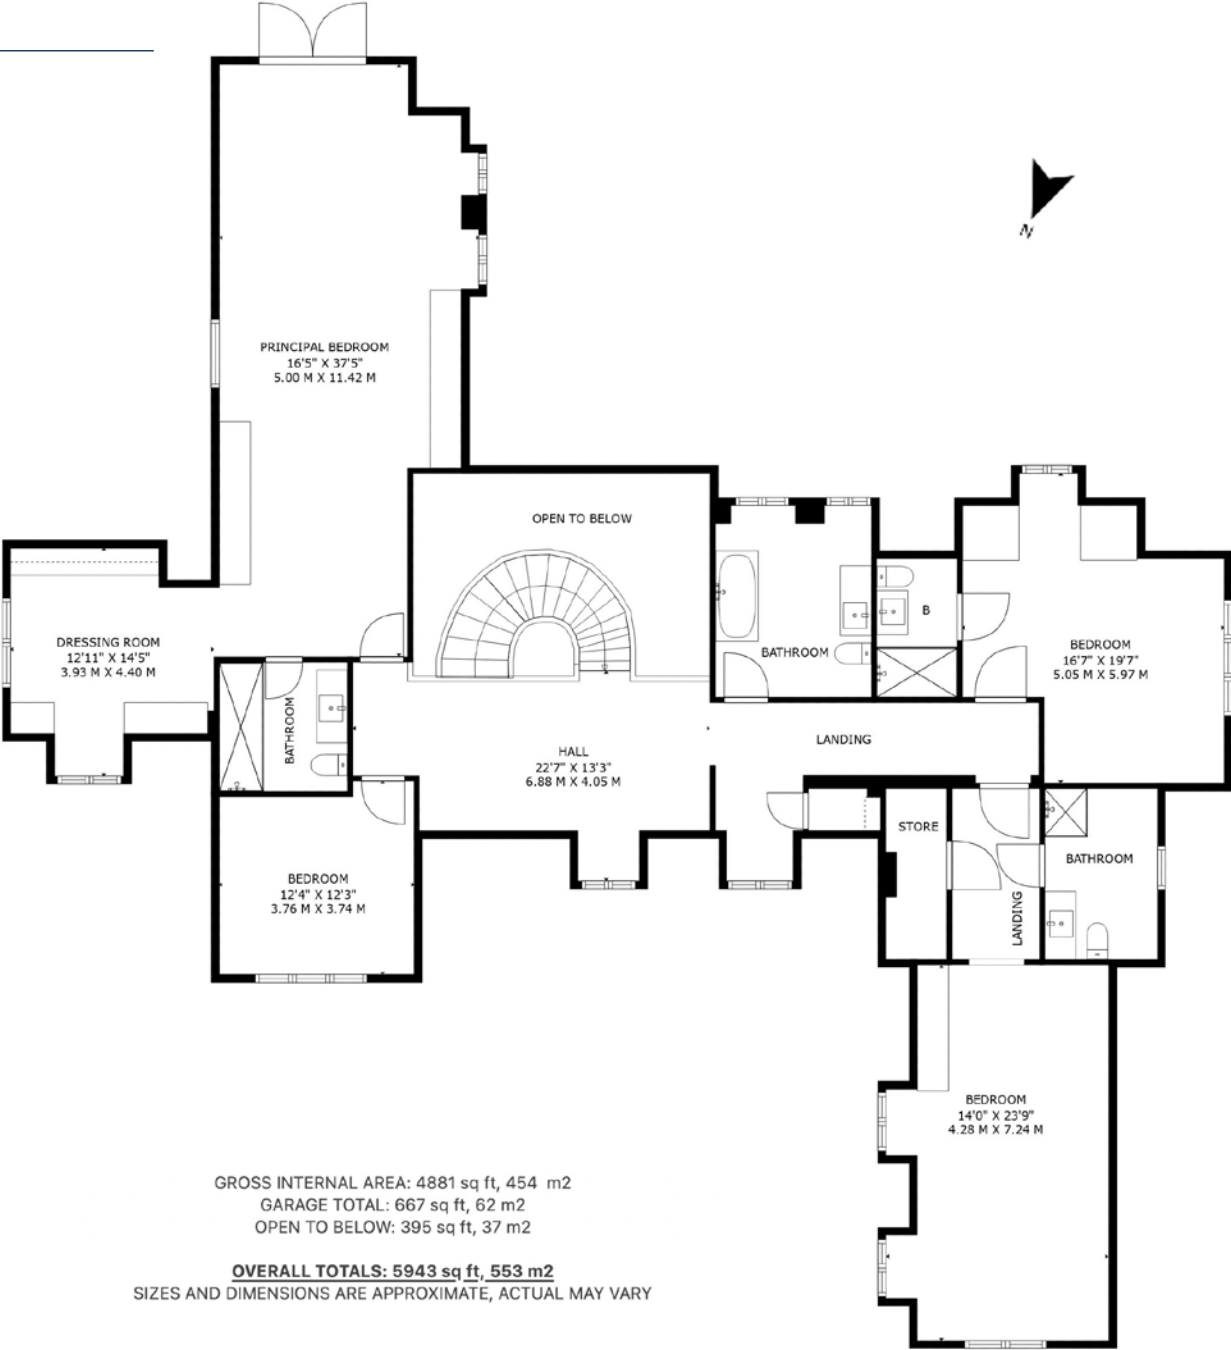 N
PRINCIPAL BEDROOM
16'5" X 37'5"
5.00 M X 11.42 M
OPEN TO BELOW
DRESSING ROOM
12'11" X 14'5"
3.93 M X 4.40 M
BATHROOM
HALL
22'7" X 13'3"
6.88 M X 4.05 M
BATHROOM
B
BEDROOM
16'7" X 19'7"
5.05 M X 5.97 M
LANDING
STORE
BATHROOM
LANDING
BEDROOM
12'4" X 12'3"
3.76 M X 3.74 M
BEDROOM
14'0" X 23'9"
4.28 M X 7.24 M
GROSS INTERNAL AREA: 4881 sq ft, 454 m2
GARAGE TOTAL: 667 sq ft, 62 m2
OPEN TO BELOW: 395 sq ft, 37 m2
OVERALL TOTALS: 5943 sq ft, 553 m2
SIZES AND DIMENSIONS ARE APPROXIMATE, ACTUAL MAY VARY